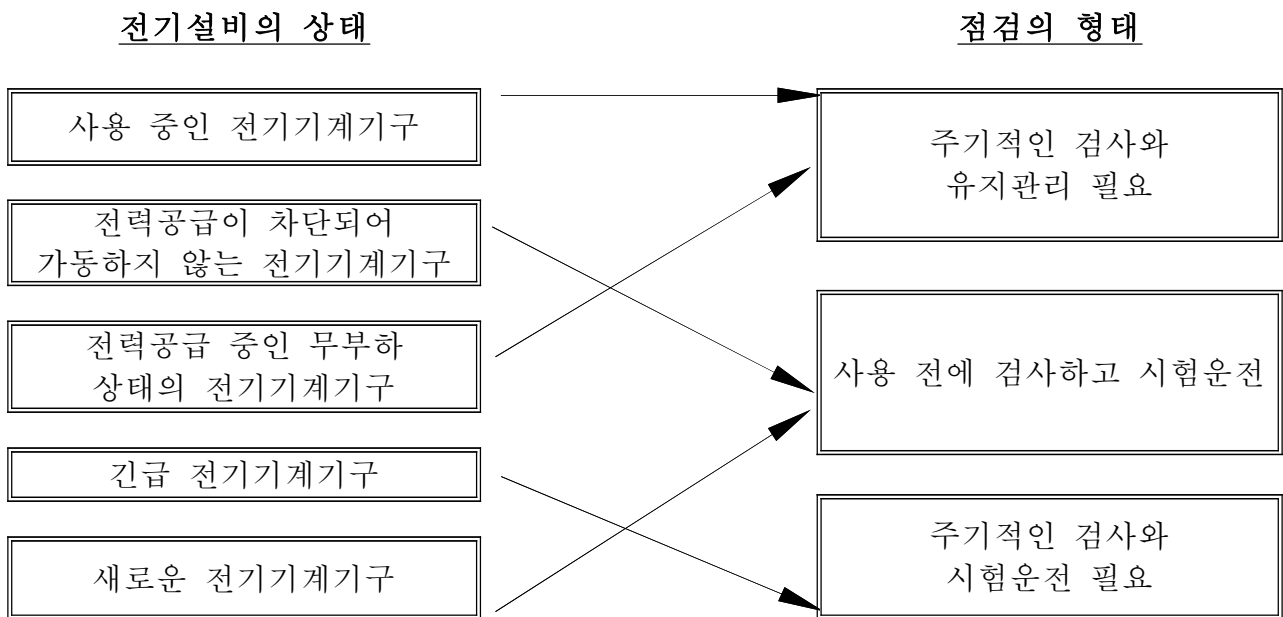 전기설비의 상태
점검의 형태
사용 중인 전기기계기구
전력공급이 차단되어
가동하지 않는 전기기계기구
전력공급 중인 무부하
상태의 전기기계기구
긴급 전기기계기구
새로운 전기기계기구
주기적인 검사와
유지관리 필요
사용 전에 검사하고 시험운전
주기적인 검사와
시험운전 필요